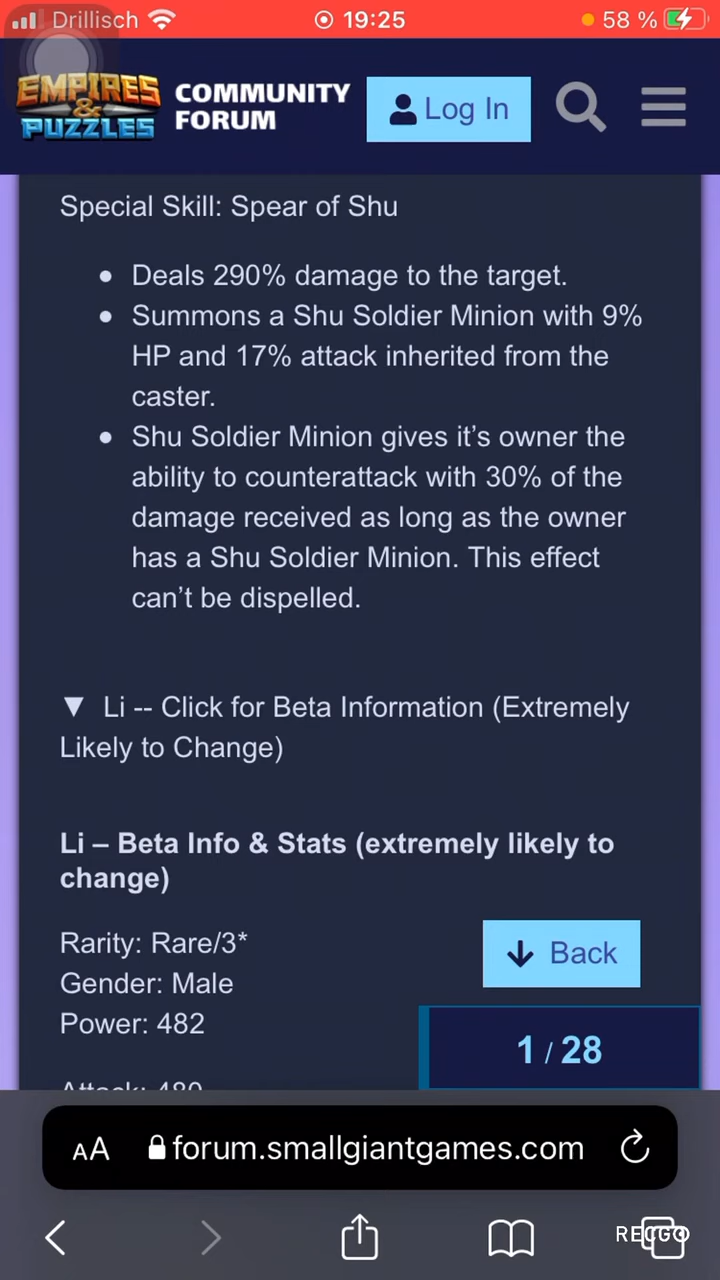 Drillisch 19:25 58 %
EMPIRES & PUZZLES
COMMUNITY FORUM
Log In
Special Skill: Spear of Shu
• Deals 290% damage to the target.
• Summons a Shu Soldier Minion with 9%
HP and 17% attack inherited from the
caster.
• Shu Soldier Minion gives it’s owner the
ability to counterattack with 30% of the
damage received as long as the owner
has a Shu Soldier Minion. This effect
can’t be dispelled.
▼ Li -- Click for Beta Information (Extremely
Likely to Change)
Li – Beta Info & Stats (extremely likely to
change)
Rarity: Rare/3*
Back
Gender: Male
Power: 482
1 / 28
Attack: 480
AA forum.smallgiantgames.com
RECGO